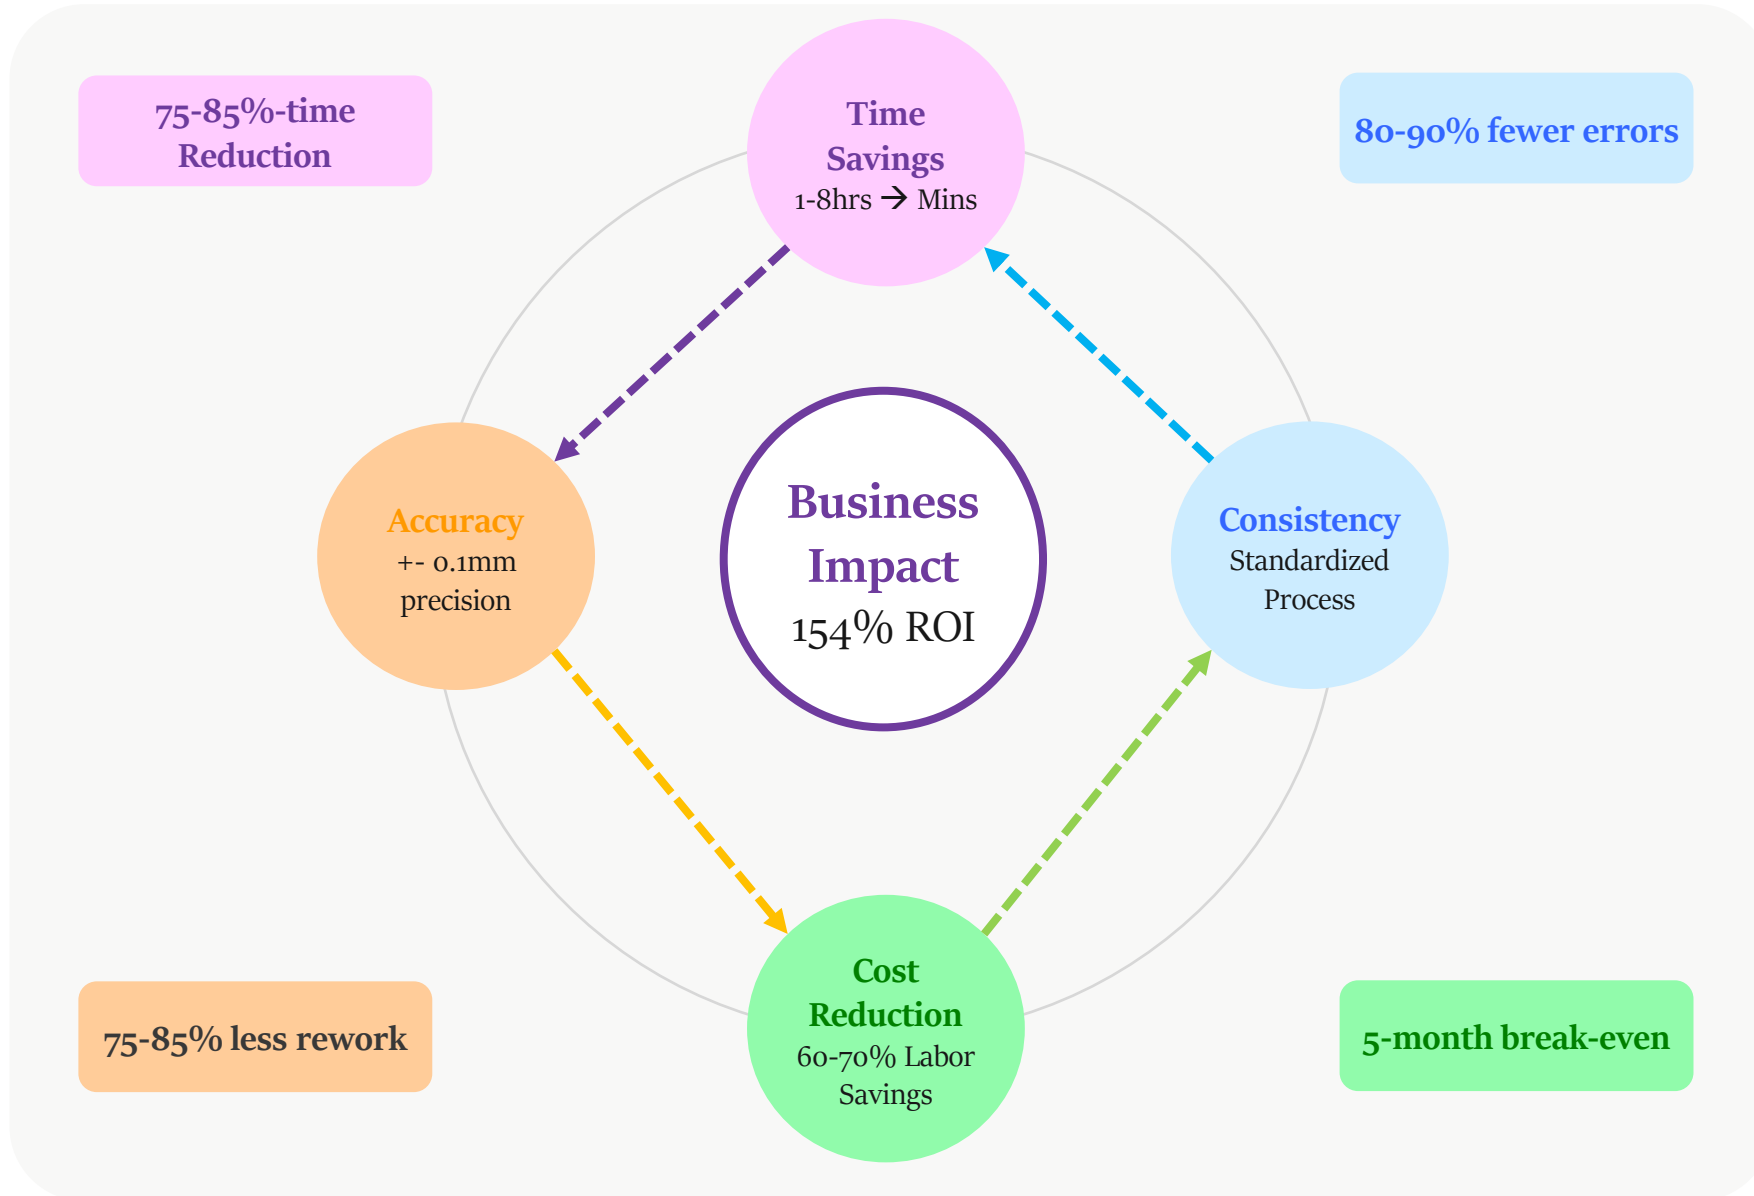 75-85%-time
Reduction
Time
Savings
1-8hrs → Mins
80-90% fewer errors
Accuracy
+- 0.1mm
precision
Business
Impact
154% ROI
Consistency
Standardized
Process
75-85% less rework
Cost
Reduction
60-70% Labor
Savings
5-month break-even